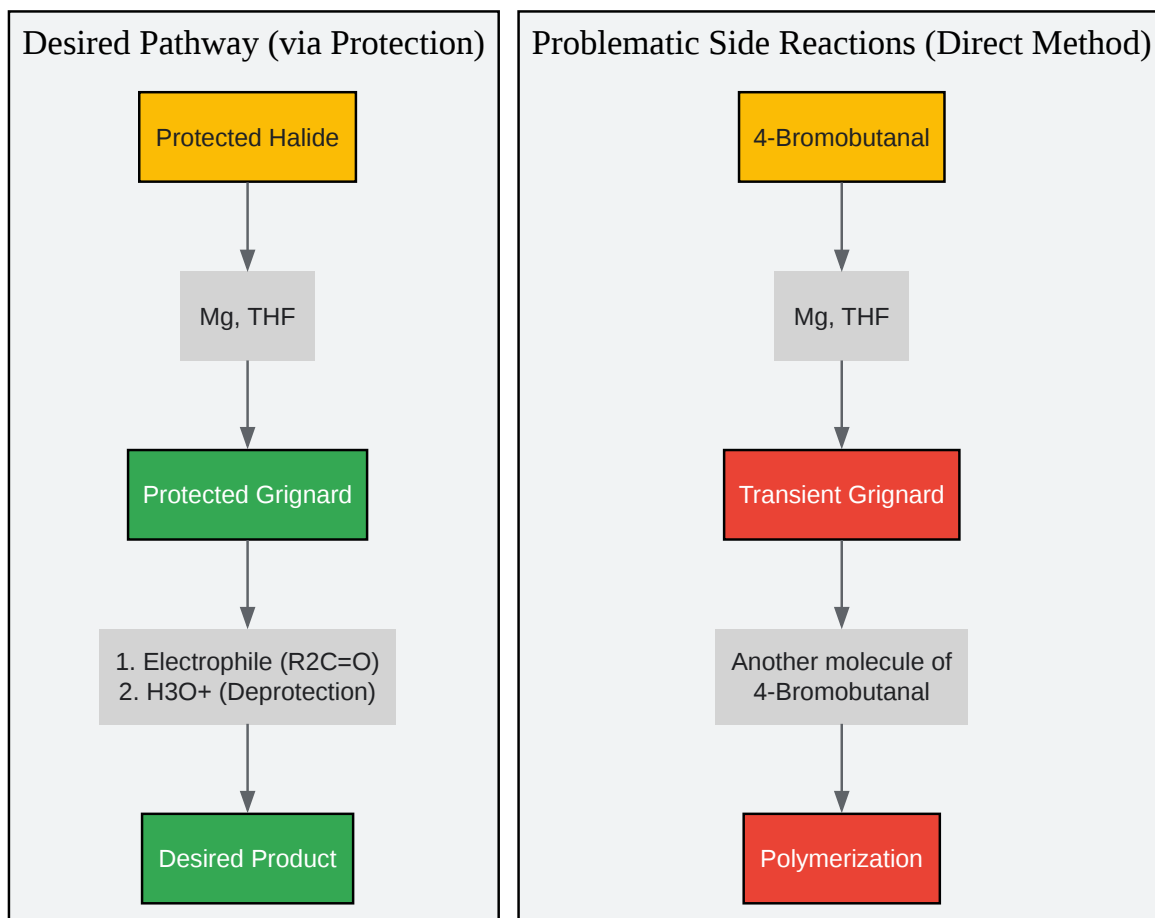 Desired Pathway (via Protection)
Protected Halide
Mg, THF
Protected Grignard
1. Electrophile (R2C=O)
2. H3O+ (Deprotection)
Desired Product
Problematic Side Reactions (Direct Method)
4-Bromobutanal
Mg, THF
Transient Grignard
Another molecule of
4-Bromobutanal
Polymerization